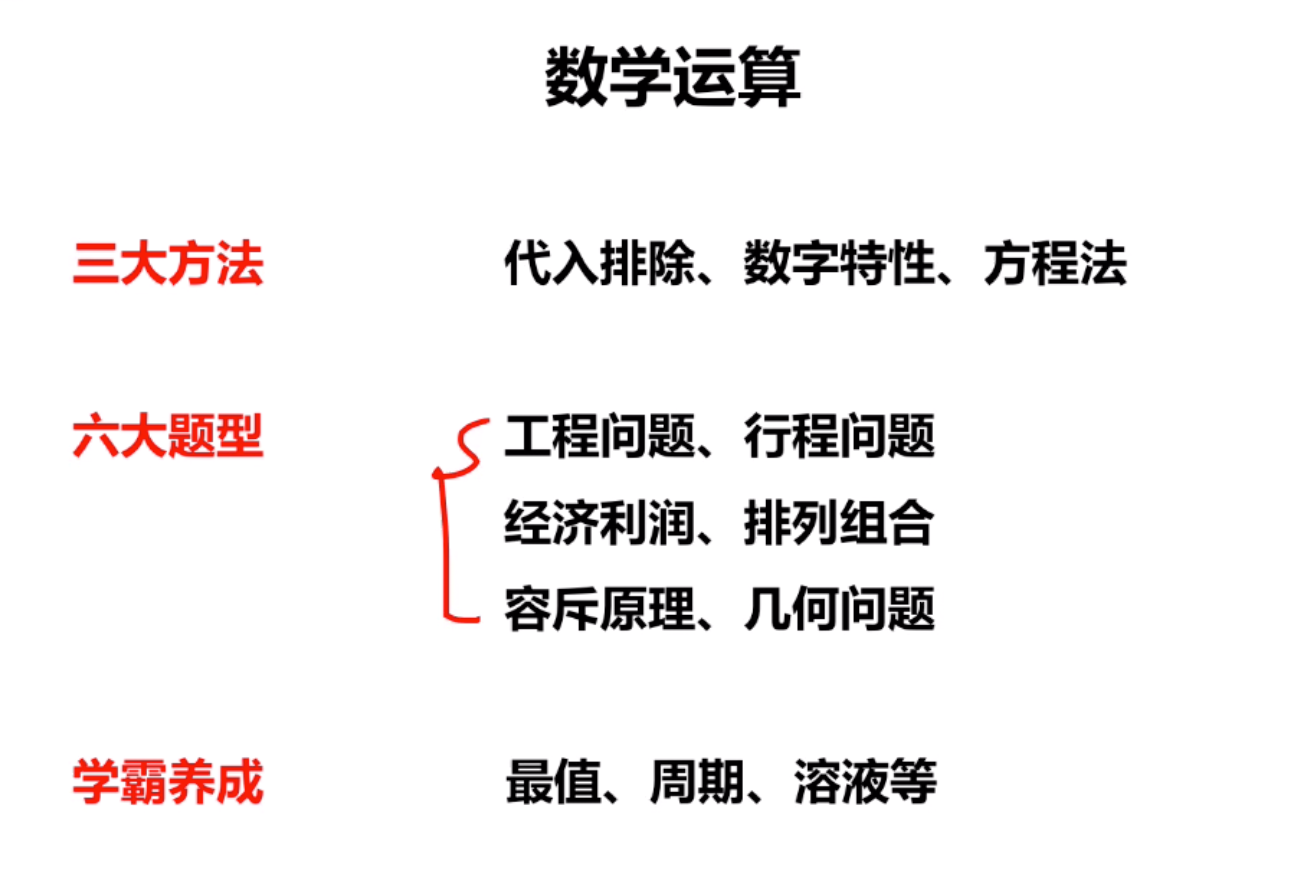 数学运算
三大方法 代入排除、数字特性、方程法
六大题型 工程问题、行程问题
经济利润、排列组合
容斥原理、几何问题
学霸养成 最值、周期、溶液等